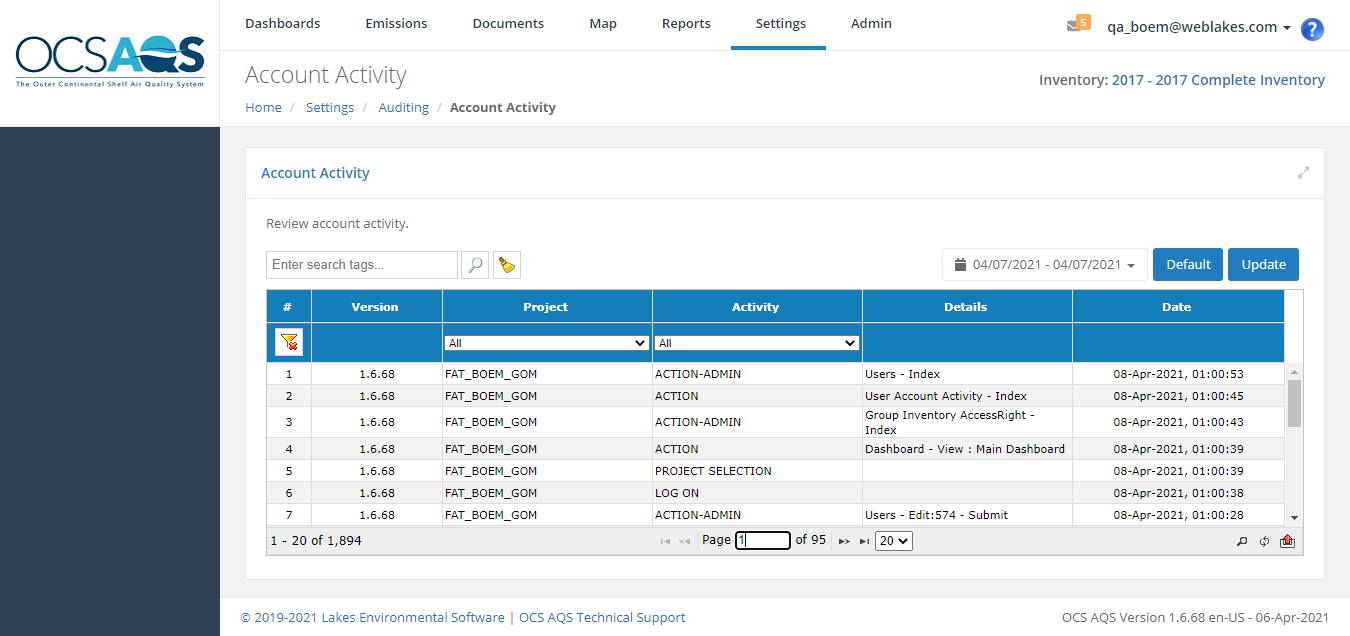 OCSAQS
The Outer Continental Shelf Air Quality System
Dashboards Emissions Documents Map Reports Settings Admin 5 qa_boem@weblakes.com ?
Account Activity
Inventory: 2017 - 2017 Complete Inventory
Home / Settings / Auditing / Account Activity
Account Activity
Review account activity.
Enter search tags... 04/07/2021 - 04/07/2021 Default Update
# Version Project Activity Details Date
All All
1 1.6.68 FAT_BOEM_GOM ACTION-ADMIN Users - Index 08-Apr-2021, 01:00:53
2 1.6.68 FAT_BOEM_GOM ACTION User Account Activity - Index 08-Apr-2021, 01:00:45
3 1.6.68 FAT_BOEM_GOM ACTION-ADMIN Group Inventory AccessRight - 08-Apr-2021, 01:00:43
Index
4 1.6.68 FAT_BOEM_GOM ACTION Dashboard - View : Main Dashboard 08-Apr-2021, 01:00:39
5 1.6.68 FAT_BOEM_GOM PROJECT SELECTION 08-Apr-2021, 01:00:39
6 1.6.68 FAT_BOEM_GOM LOG ON 08-Apr-2021, 01:00:38
7 1.6.68 FAT_BOEM_GOM ACTION-ADMIN Users - Edit:574 - Submit 08-Apr-2021, 01:00:28
1 - 20 of 1,894 Page 1 of 95 20
© 2019-2021 Lakes Environmental Software | OCS AQS Technical Support OCS AQS Version 1.6.68 en-US - 06-Apr-2021